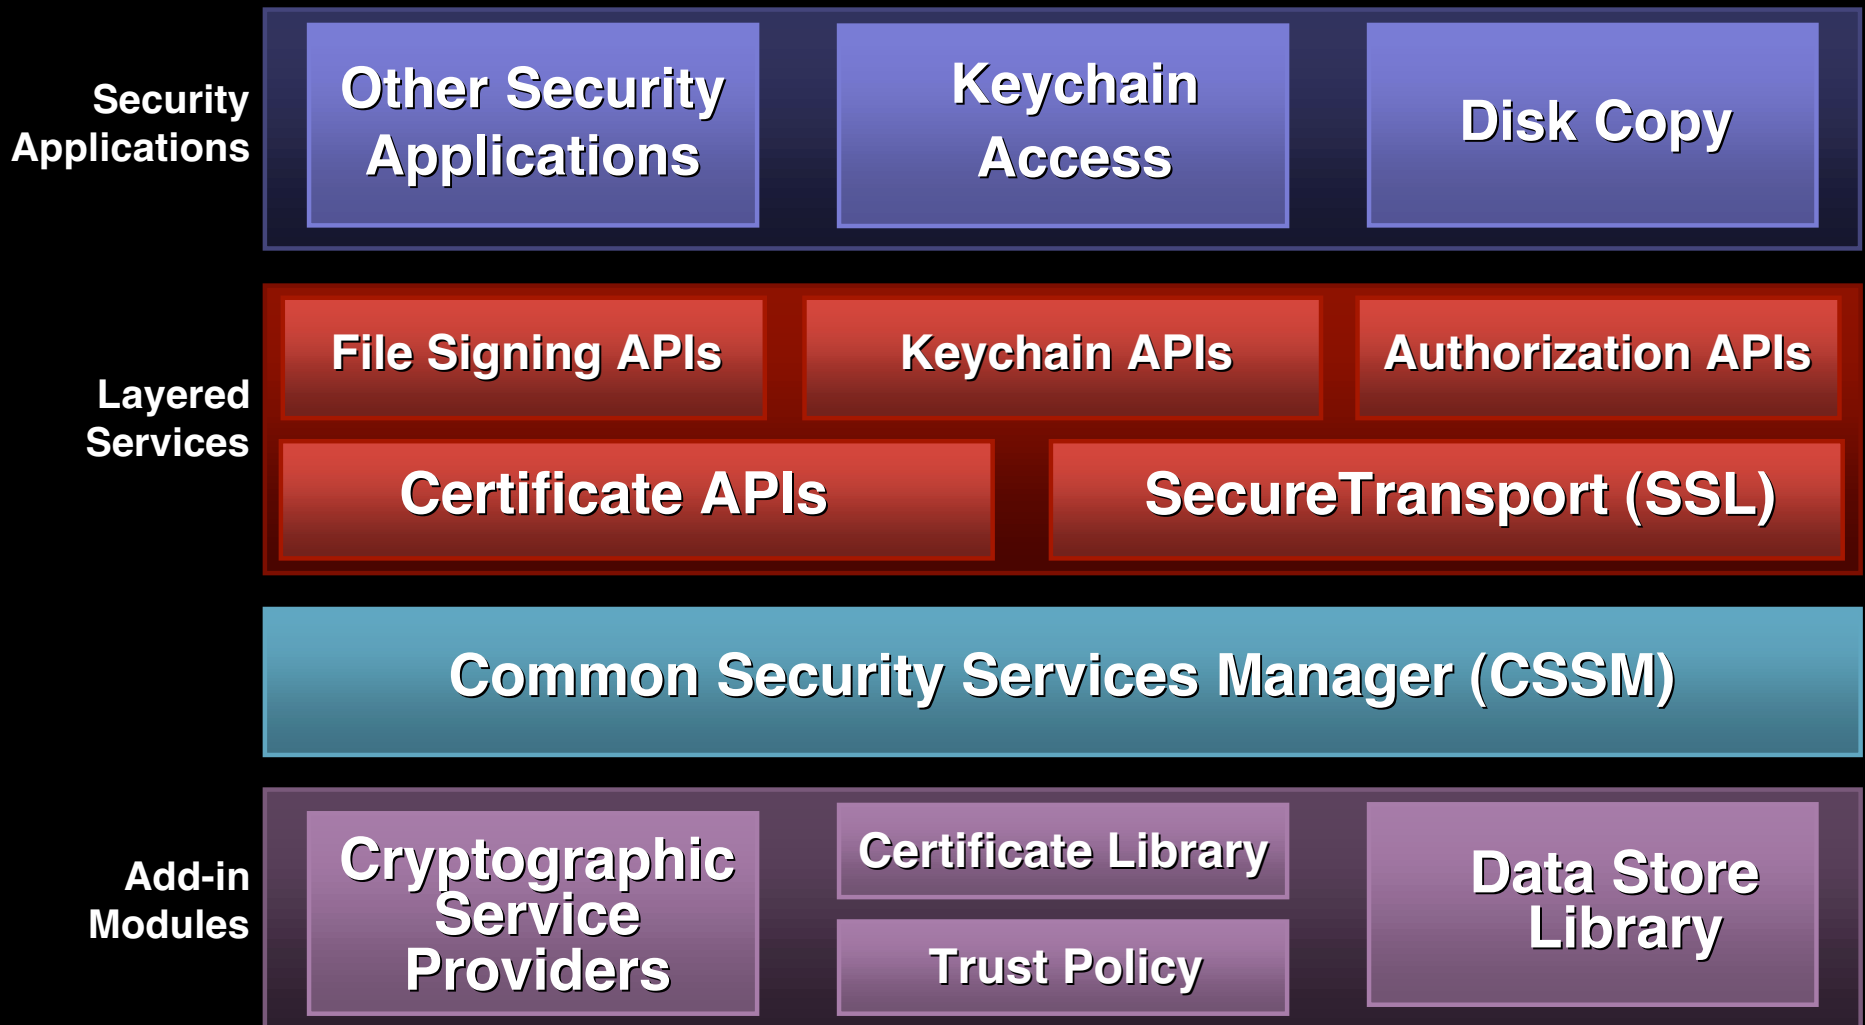 Security
Applications
Other Security
Applications
Keychain
Access
Disk Copy
Layered
Services
File Signing APIs
Keychain APIs
Authorization APIs
Certificate APIs
SecureTransport (SSL)
Common Security Services Manager (CSSM)
Add-in
Modules
Cryptographic
Service
Providers
Certificate Library
Trust Policy
Data Store
Library